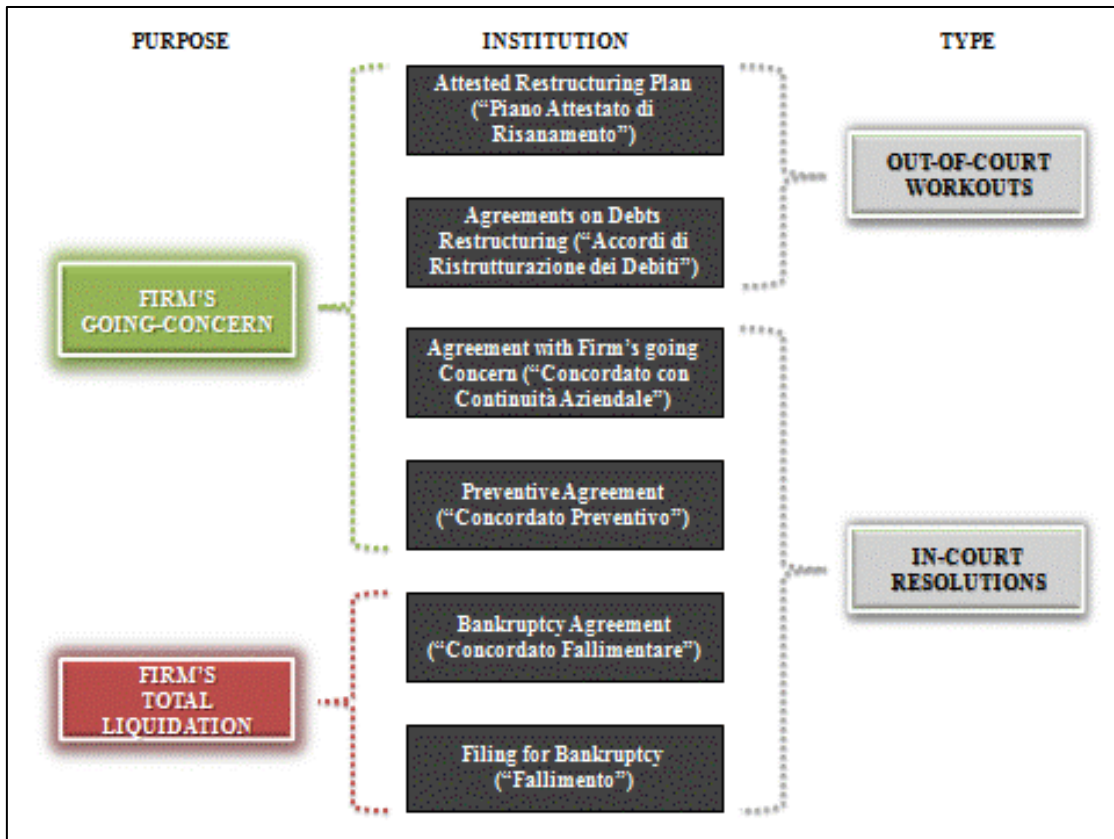 PURPOSE
INSTITUTION
TYPE
Attested Restructuring Plan
(“Piano Attestato di
Risanamento”)
Agreements on Debts
Restructuring (“Accordi di
Ristrutturazione dei Debiti”)
Agreement with Firm’s going
Concern (“Concordato con
Continuità Aziendale”)
Preventive Agreement
(“Concordato Preventivo”)
Bankruptcy Agreement
(“Concordato Fallimentare”)
Filing for Bankruptcy
(“Fallimento”)
FIRM’S
GOING-CONCERN
FIRM’S
TOTAL
LIQUIDATION
OUT-OF-COURT
WORKOUTS
IN-COURT
RESOLUTIONS